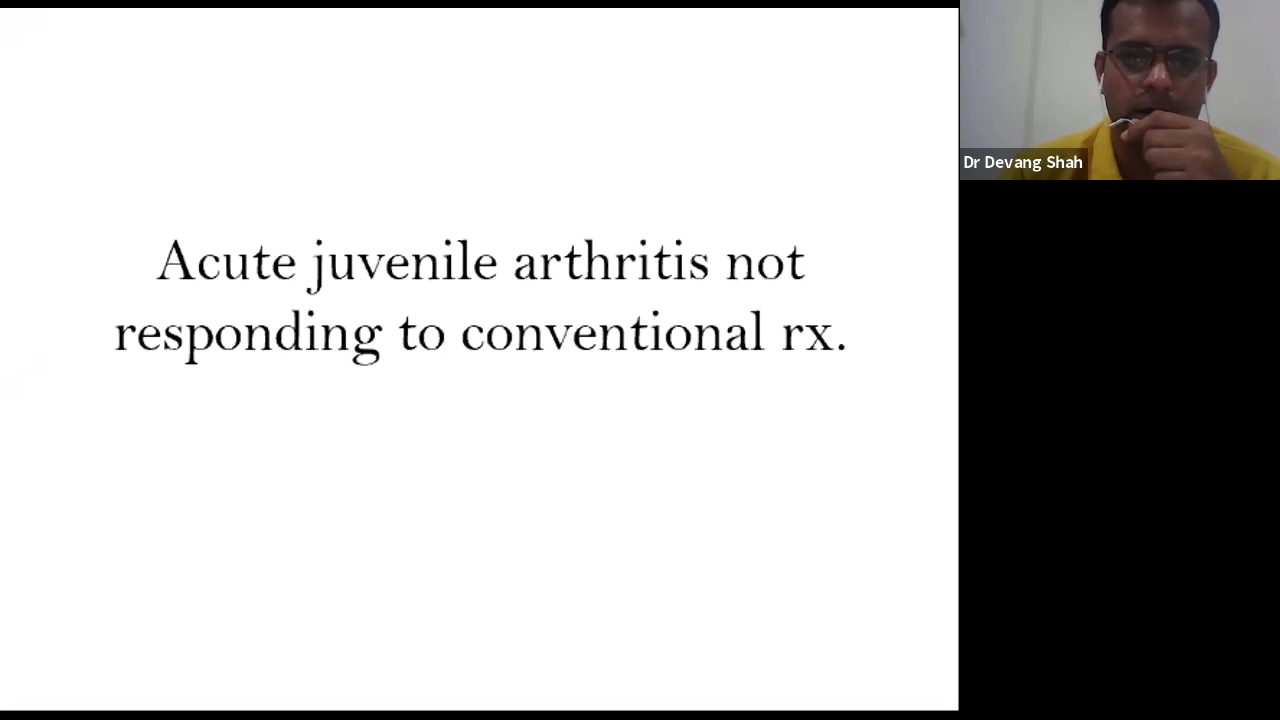 Acute juvenile arthritis not
responding to conventional rx.
Dr Devang Shah